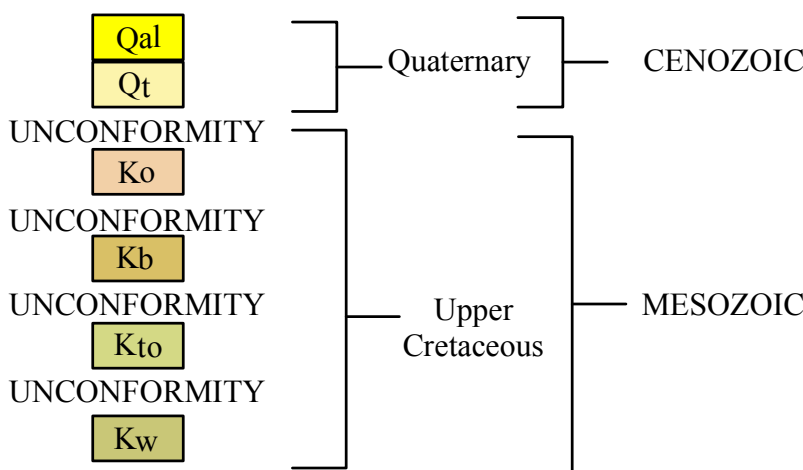 Qal
Qt
Quaternary
CENOZOIC
UNCONFORMITY
Ko
UNCONFORMITY
Kb
UNCONFORMITY
Kto
UNCONFORMITY
Kw
Upper
Cretaceous
MESOZOIC